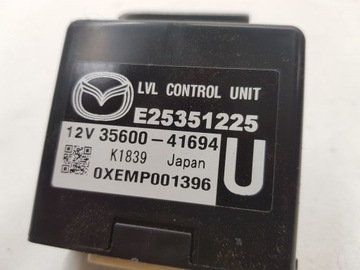 LVL CONTROL UNIT
E25351225
12V 35600-41694
K1839 Japan
U
0XEMP001396